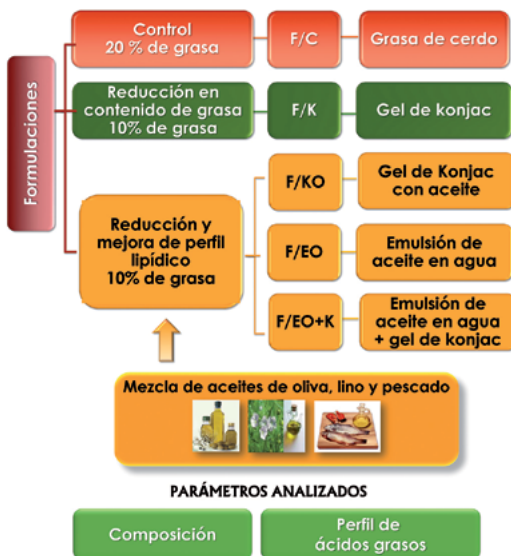 Formulaciones
Control
20 % de grasa
F/C
Grasa de cerdo
Reducción en
contenido de grasa
10% de grasa
F/K
Gel de konjac
Reducción y
mejora de perfil
lipídico
10% de grasa
F/KO
Gel de Konjac
con aceite
F/EO
Emulsión de
aceite en agua
F/EO+K
Emulsión de
aceite en agua
+ gel de konjac
Mezcla de aceites de oliva, lino y pescado
PARÁMETROS ANALIZADOS
Composición
Perfil de
ácidos grasos